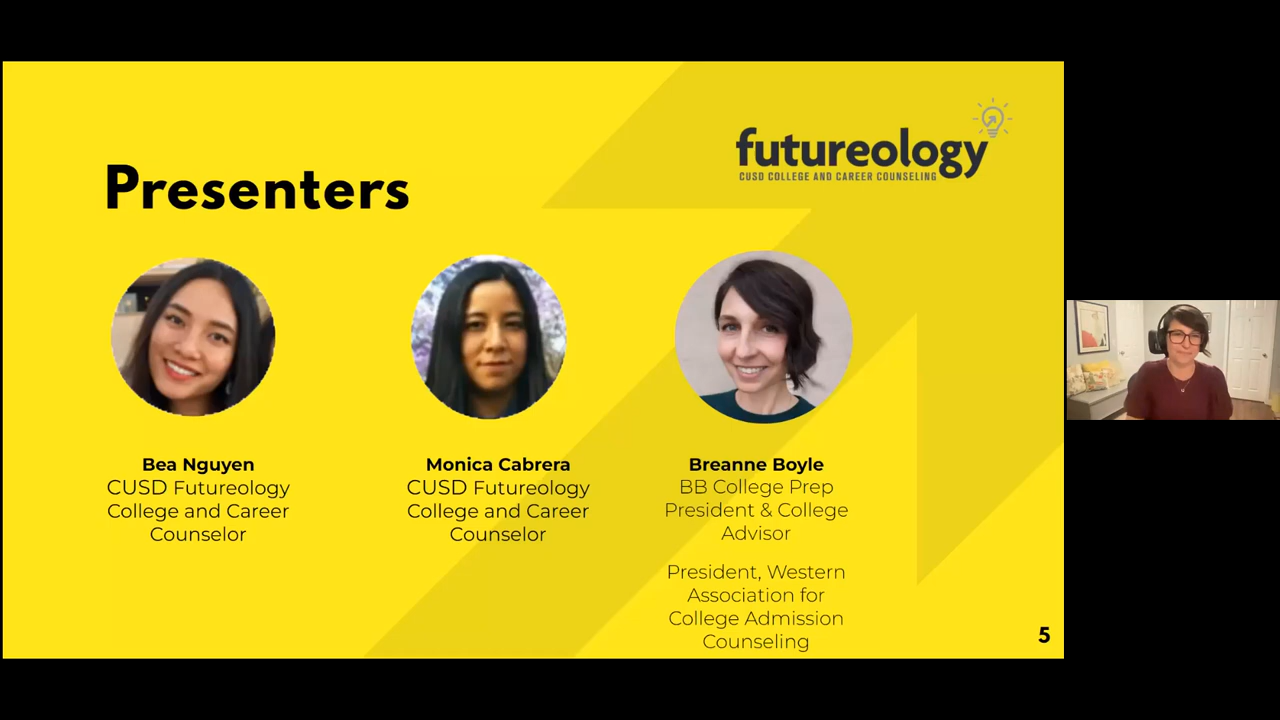 futureology
CUSD COLLEGE AND CAREER COUNSELING
Presenters
Bea Nguyen
CUSD Futureology
College and Career
Counselor
Monica Cabrera
CUSD Futureology
College and Career
Counselor
Breanne Boyle
BB College Prep
President & College
Advisor
President, Western
Association for
College Admission
Counseling
5